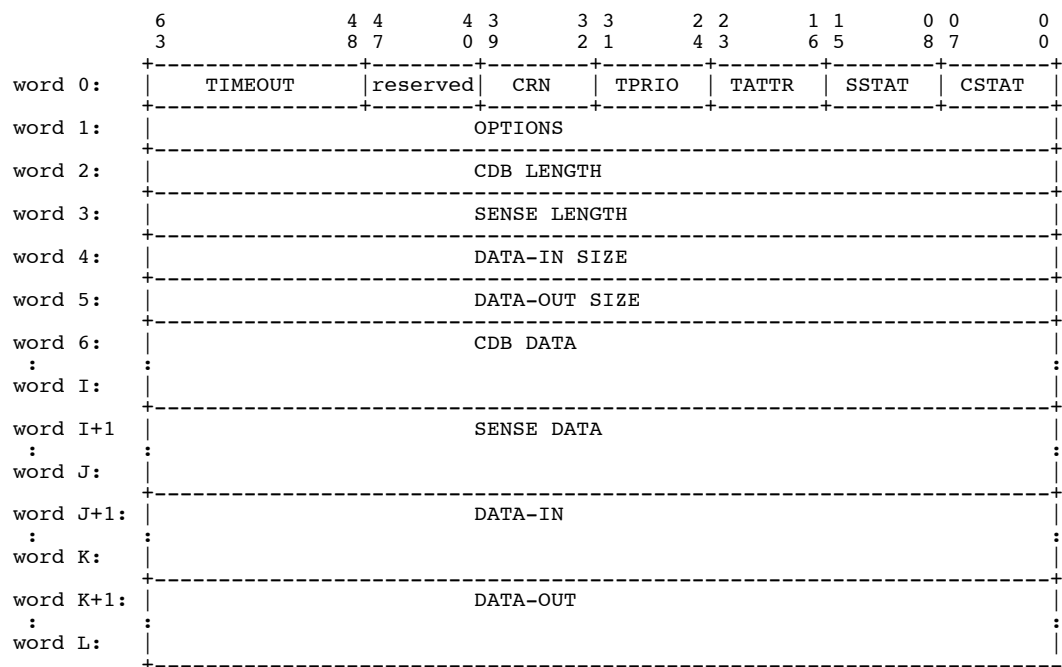 6 4 4 4 3 3 3 2 2 1 1 0 0 0
3 8 7 0 9 2 1 4 3 6 5 8 7 0
+--------------+-------+-------+-------+-------+-------+-------+
word 0: | TIMEOUT |reserved| CRN | TPRIO | TATTR | SSTAT | CSTAT |
+--------------+-------+-------+-------+-------+-------+-------+
word 1: | OPTIONS |
+--------------------------------------------------------------+
word 2: | CDB LENGTH |
+--------------------------------------------------------------+
word 3: | SENSE LENGTH |
+--------------------------------------------------------------+
word 4: | DATA-IN SIZE |
+--------------------------------------------------------------+
word 5: | DATA-OUT SIZE |
+--------------------------------------------------------------+
word 6: | CDB DATA |
: : :
word I: | |
+--------------------------------------------------------------+
word I+1 | SENSE DATA |
: : :
word J: | |
+--------------------------------------------------------------+
word J+1: | DATA-IN |
: : :
word K: | |
+--------------------------------------------------------------+
word K+1: | DATA-OUT |
: : :
word L: | |
+--------------------------------------------------------------+